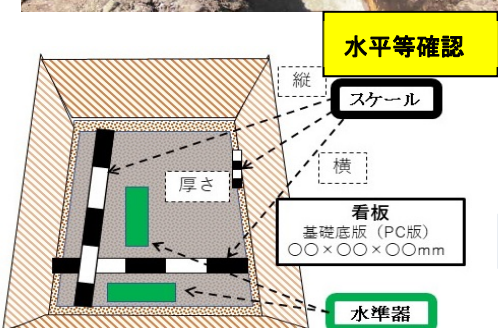 水平等確認
縦
スケール
厚さ
横
看板
基礎底版（PC版）
○○×○○×○○mm
水準器